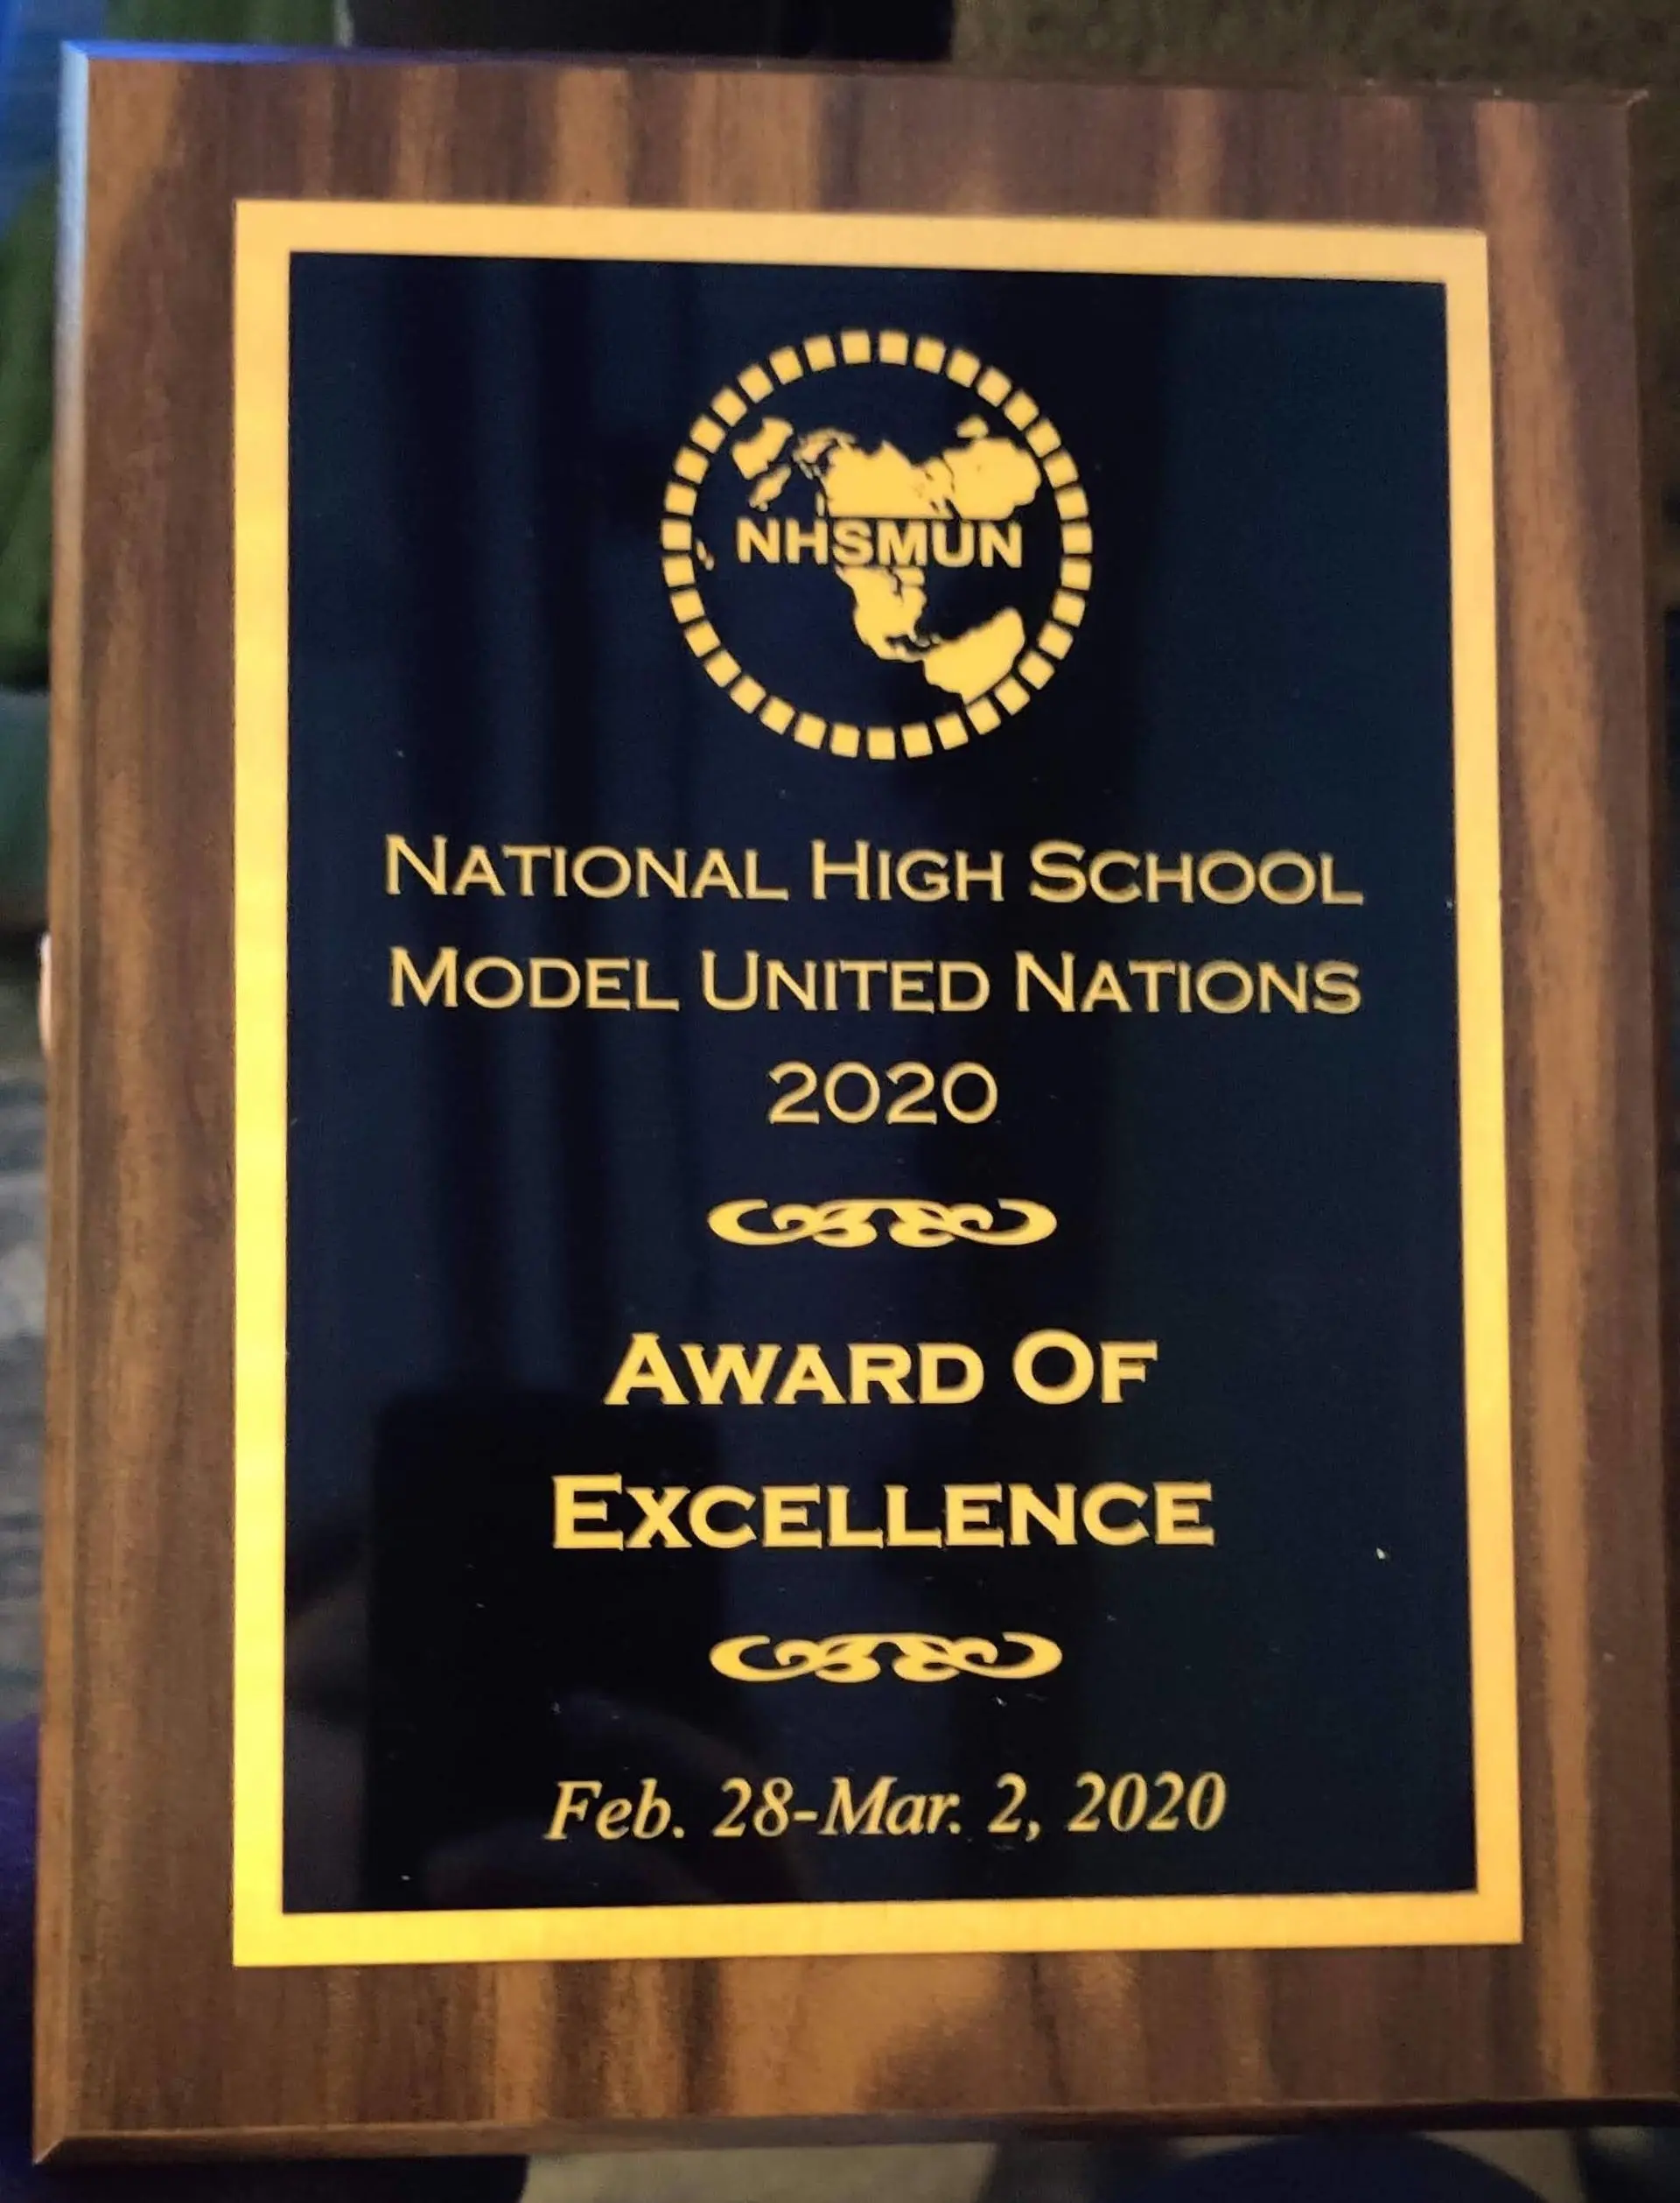 NHSMUN
NATIONAL HIGH SCHOOL
MODEL UNITED NATIONS
2020
AWARD OF
EXCELLENCE
Feb. 28-Mar. 2, 2020